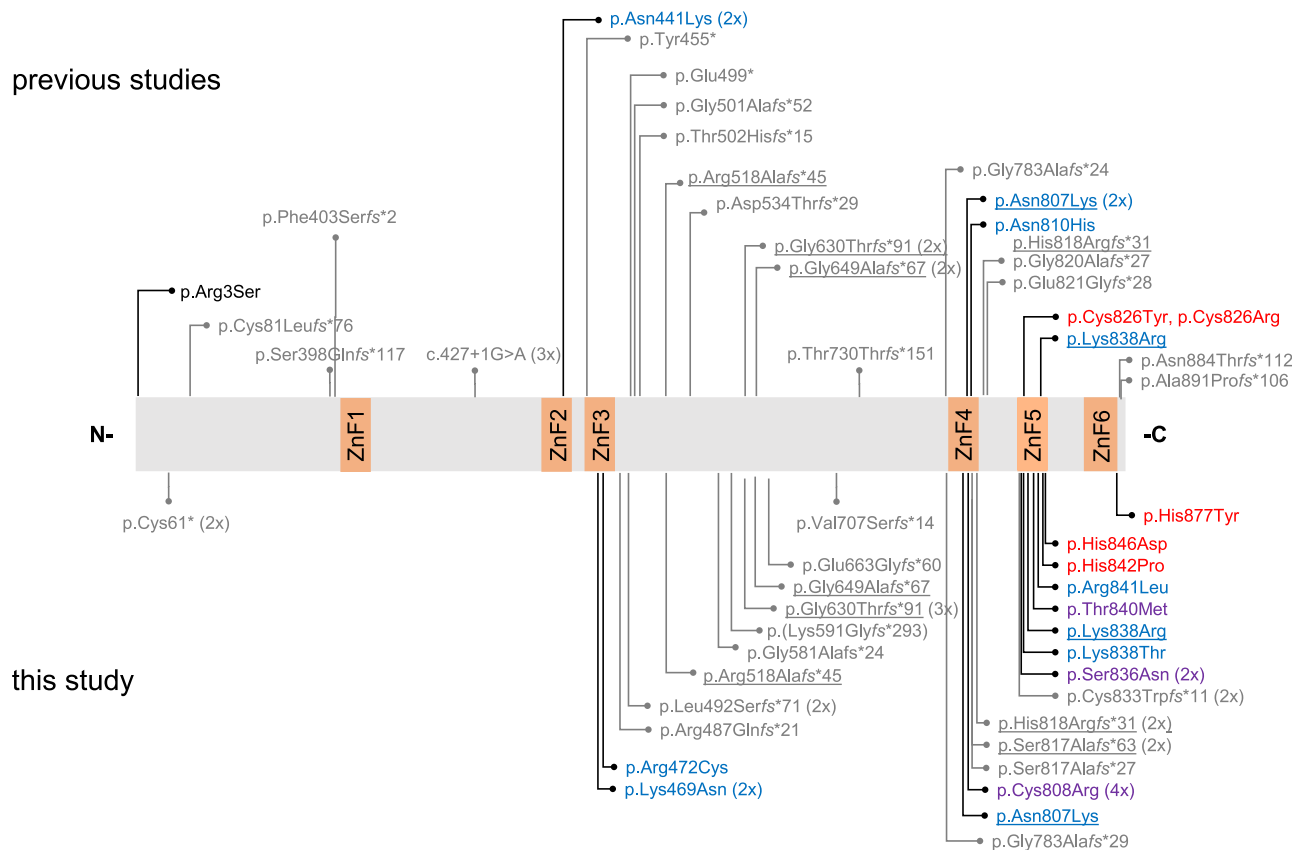 p.Asn441Lys (2x)
p.Tyr455*
previous studies
p.Glu499*
p.Gly501Alafs*52
p.Thr502Hisfs*15
p.Gly783Alafs*24
p.Arg518Alafs*45
p.Asp534Thrfs*29
p.Asn807Lys (2x)
p.Phe403Serfs*2
p.Asn810His
p.Gly630Thrfs*91 (2x)
p.His818Argfs*31
p.Gly649Alafs*67 (2x)
p.Gly820Alafs*27
p.Glu821Glyfs*28
p.Arg3Ser
p.Cys826Tyr, p.Cys826Arg
p.Cys81Leufs*76
p.Lys838Arg
p.Ser398Glnfs*117
c.427+1G>A (3x)
p.Thr730Thrfs*151
p.Asn884Thrfs*112
p.Ala891Profs*106
N-
ZnF1
ZnF2
ZnF3
ZnF4
ZnF5
ZnF6
-C
p.Cys61* (2x)
p.Val707Serfs*14
p.His877Tyr
p.His846Asp
p.Glu663Glyfs*60
p.His842Pro
p.Gly649Alafs*67
p.Arg841Leu
p.Gly630Thrfs*91 (3x)
p.Thr840Met
p.(Lys591Glyfs*293)
p.Lys838Arg
p.Gly581Alafs*24
p.Lys838Thr
this study
p.Arg518Alafs*45
p.Ser836Asn (2x)
p.Cys833Trpfs*11 (2x)
p.Leu492Serfs*71 (2x)
p.His818Argfs*31 (2x)
p.Arg487Glnfs*21
p.Ser817Alafs*63 (2x)
p.Arg472Cys
p.Ser817Alafs*27
p.Lys469Asn (2x)
p.Cys808Arg (4x)
p.Asn807Lys
p.Gly783Alafs*29